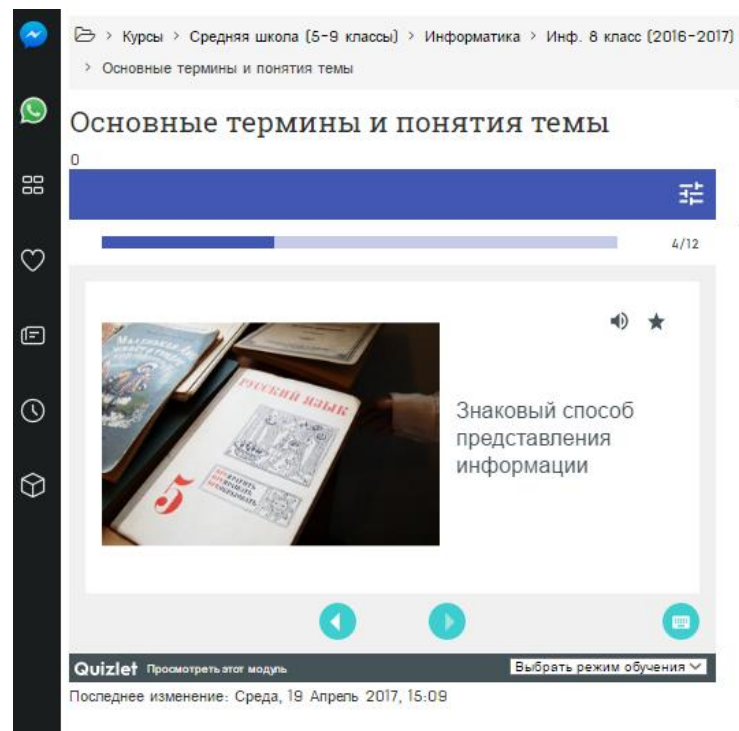 > Курсы > Средняя школа (5-9 классы) > Информатика > Инф. 8 класс (2016-2017)
> Основные термины и понятия темы
Основные термины и понятия темы
0
4/12
РУССКИЙ ЯЗЫК
5
Знаковый способ
представления
информации
Quizlet Просмотреть этот модуль
Выбрать режим обучения
Последнее изменение: Среда, 19 Апрель 2017, 15:09